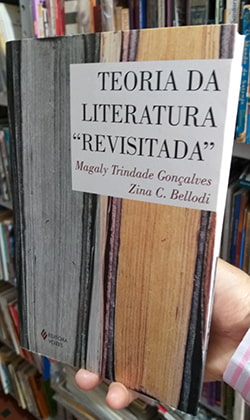 TEORIA DA
LITERATURA
“REVISITADA”
Magaly Trindade Gonçalves
Zina C. Bellodi
EDITORA
VOZES